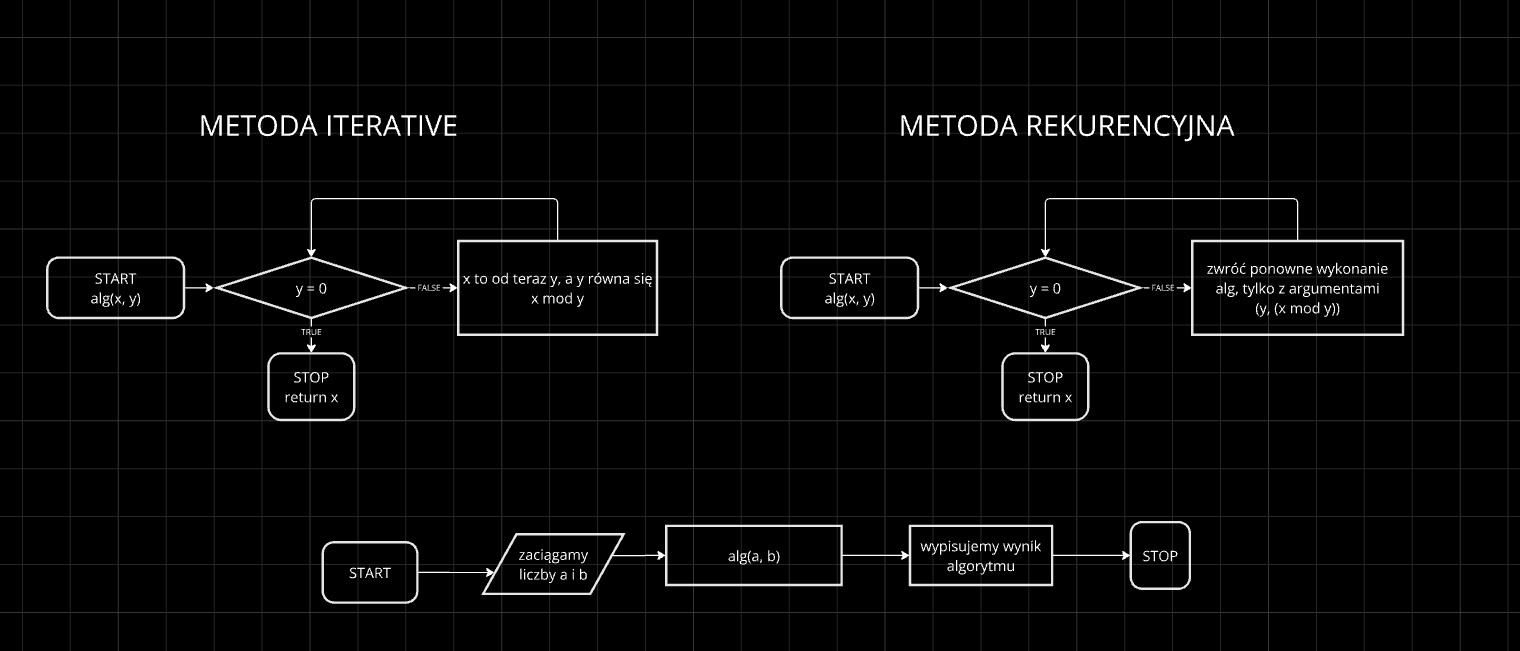 METODA ITERATIVE
METODA REKURENCYJNA
START
alg(x, y)
y = 0
FALSE
x to od teraz y, a y równa się
x mod y
TRUE
STOP
return x
START
alg(x, y)
y = 0
FALSE
zwróć ponowne wykonanie
alg, tylko z argumentami
(y, (x mod y))
TRUE
STOP
return x
START
zaciągamy
liczby a i b
alg(a, b)
wypisujemy wynik
algorytmu
STOP